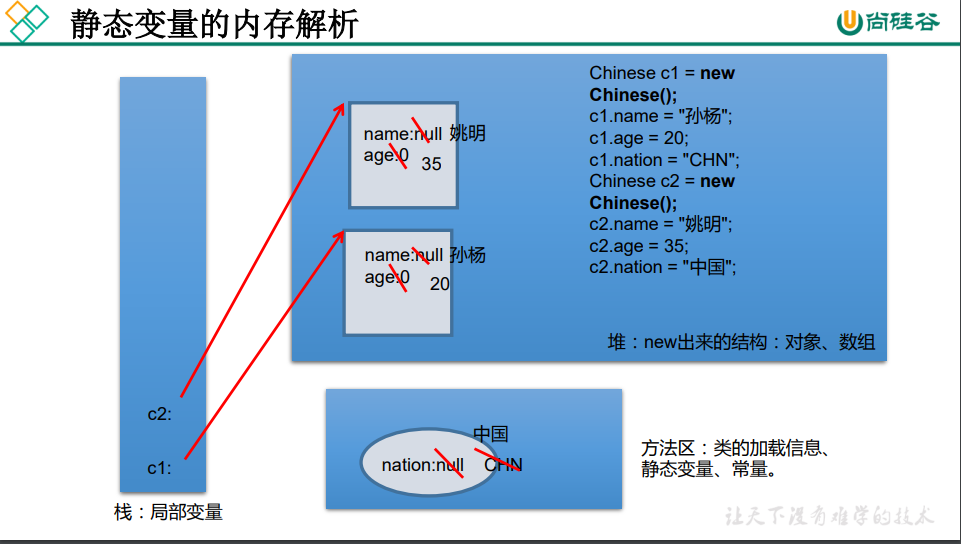 静态变量的内存解析
尚硅谷
Chinese c1 = new
Chinese();
c1.name = "孙杨";
c1.age = 20;
c1.nation = "CHN";
Chinese c2 = new
Chinese();
c2.name = "姚明";
c2.age = 35;
c2.nation = "中国";
name:null 姚明
age:0
35
name:null 孙杨
age:0
20
堆：new出来的结构：对象、数组
c2:
c1:
栈：局部变量
中国
nation:null CHN
方法区：类的加载信息、
静态变量、常量。
让天下没有难学的技术